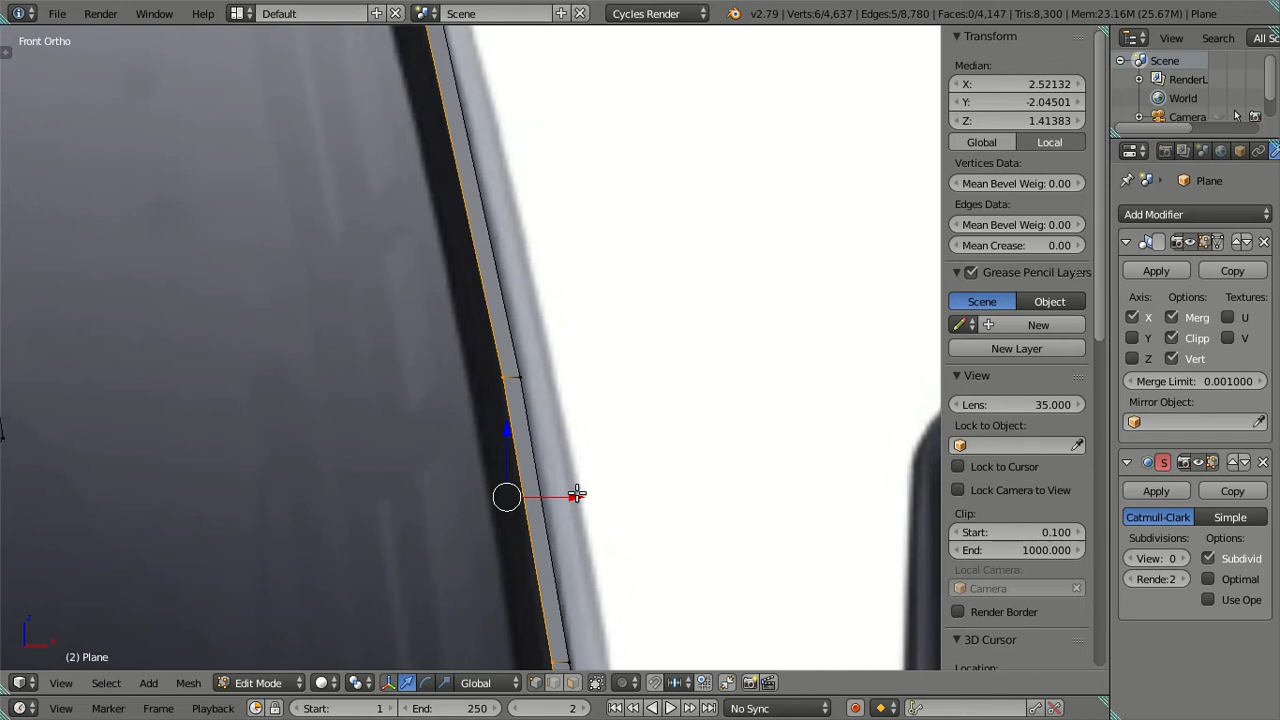 File Render Window Help Default Scene Cycles Render v2.79 | Verts:6/4,637 | Edges:5/8,780 | Faces:0/4,147 | Tris:8,300 | Mem:23.16M (25.67M) | Plane
Front Ortho
Transform
Median:
X: 2.52132
Y: -2.04501
Z: 1.41383
Global Local
Vertices Data:
Mean Bevel Weig: 0.00
Edges Data:
Mean Bevel Weig: 0.00
Mean Crease: 0.00
Grease Pencil Layers
Scene Object
New
New Layer
View
Lens: 35.000
Lock to Object:
Lock to Cursor
Lock Camera to View
Clip:
Start: 0.100
End: 1000.000
Local Camera:
Camera
Render Border
3D Cursor
Location:
View Search All Sc
Scene
RenderL
World
Camera
Plane
Add Modifier
Apply Copy
Axis: Options: Textures:
X Merg U
Y Clipp V
Z Vert
Merge Limit: 0.001000
Mirror Object:
S
Apply Copy
Catmull-Clark Simple
Subdivisions: Options:
View: 0 Subdivid
Rende:2 Optimal
Use Ope
z
x
(2) Plane
View Select Add Mesh Edit Mode Global
View Marker Frame Playback Start: 1 End: 250 2 No Sync